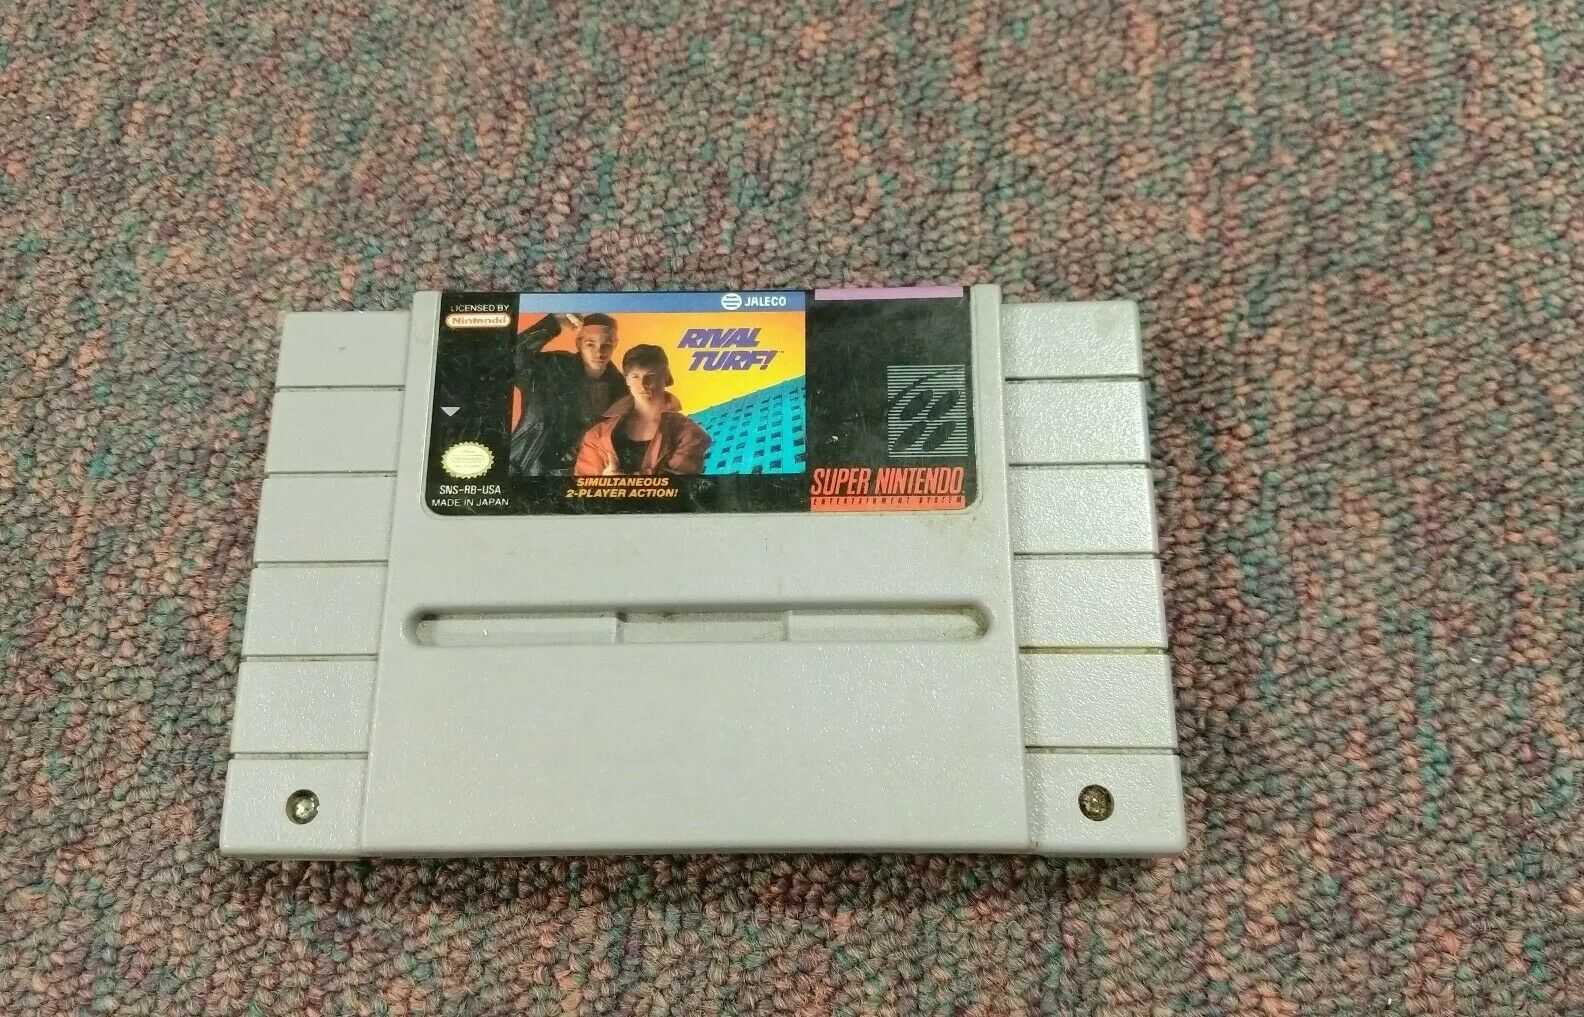 LICENSED BY
Nintendo
JALECO
RIVAL
TURF!™
SIMULTANEOUS
2-PLAYER ACTION!
SNS-RB-USA
MADE IN JAPAN
SUPER NINTENDO
ENTERTAINMENT SYSTEM